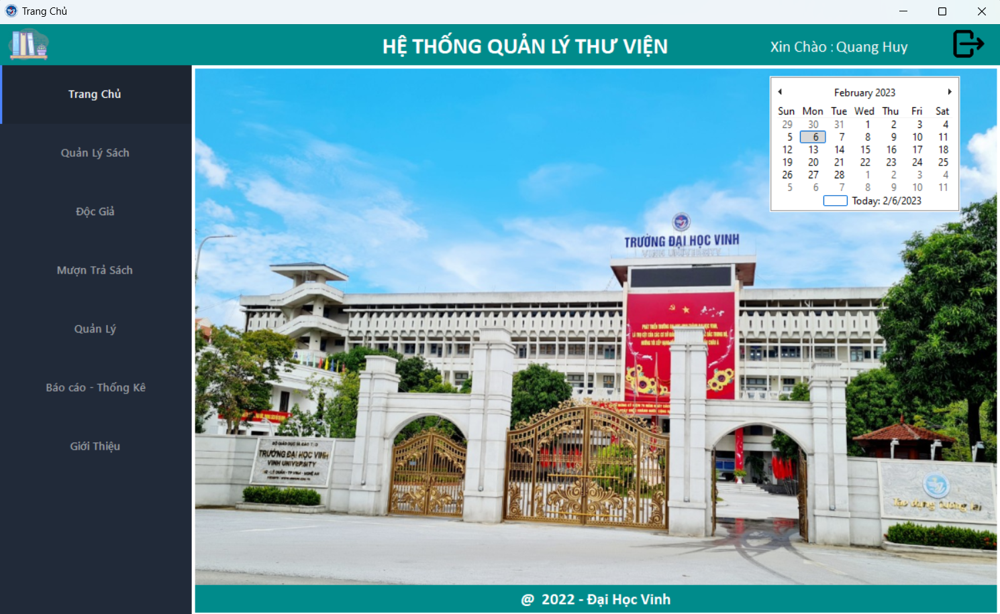 Trang Chủ
HỆ THỐNG QUẢN LÝ THƯ VIỆN
Xin Chào : Quang Huy
Trang Chủ
Quản Lý Sách
Độc Giả
Mượn Trả Sách
Quản Lý
Báo cáo - Thống Kê
Giới Thiệu
February 2023
Sun Mon Tue Wed Thu Fri Sat
29 30 31 1 2 3 4
5 6 7 8 9 10 11
12 13 14 15 16 17 18
19 20 21 22 23 24 25
26 27 28 1 2 3 4
5 6 7 8 9 10 11
Today: 2/6/2023
TRƯỜNG ĐẠI HỌC VINH
VINH UNIVERSITY
TRƯỜNG ĐẠI HỌC VINH
VINH UNIVERSITY
@ 2022 - Đại Học Vinh